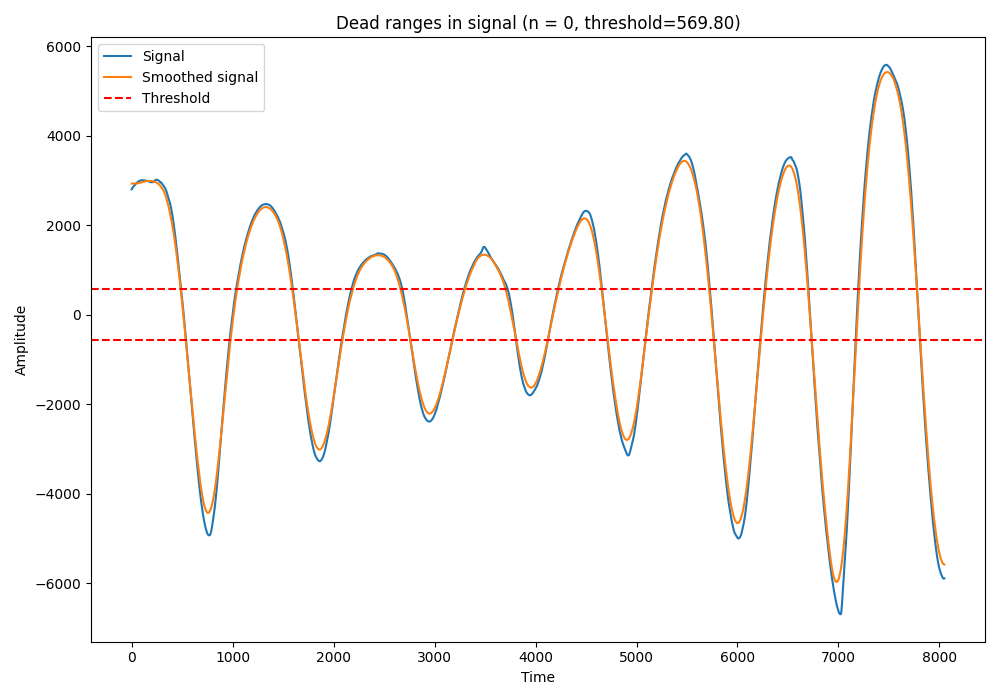 Dead ranges in signal (n = 0, threshold=569.80)
Signal
Smoothed signal
Threshold
6000
4000
2000
0
−2000
−4000
−6000
Amplitude
0 1000 2000 3000 4000 5000 6000 7000 8000
Time